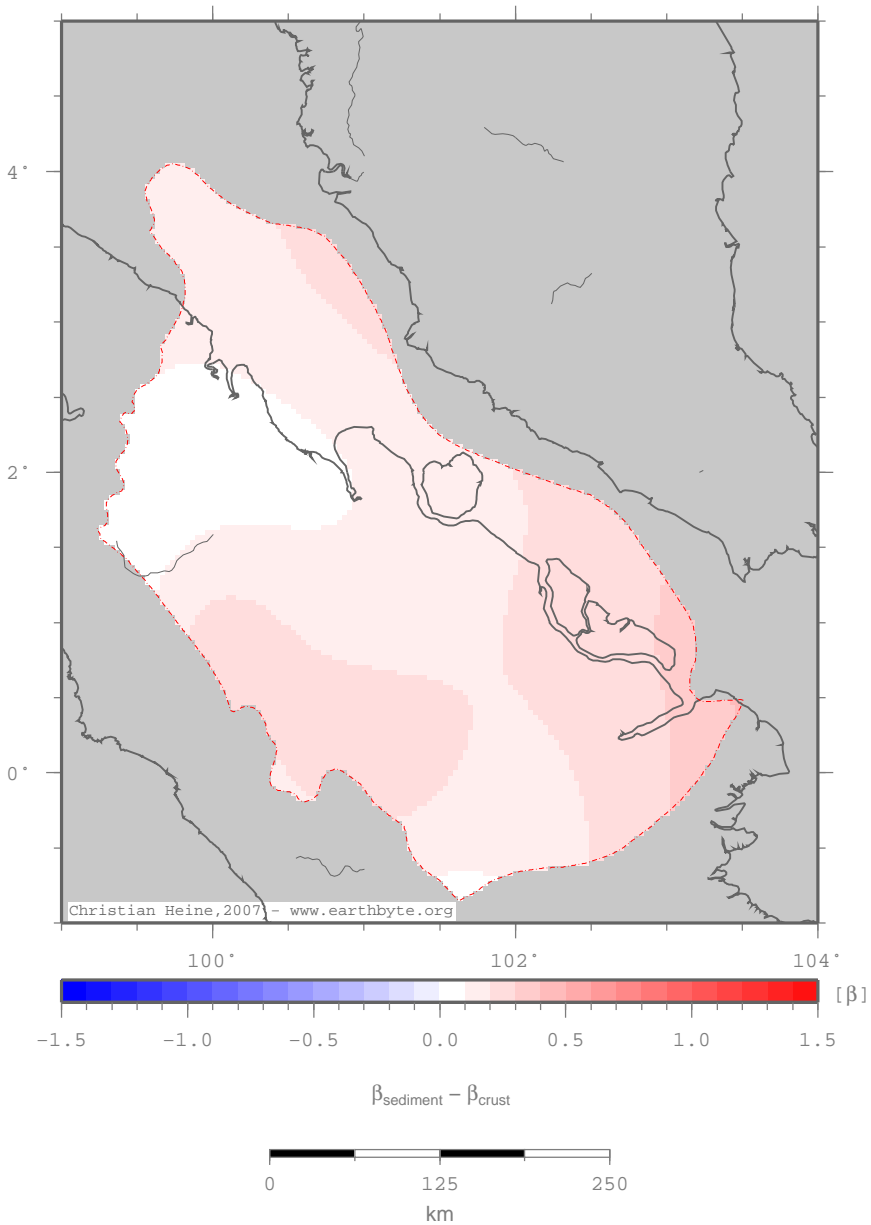 4°
2°
0°
Christian Heine,2007 - www.earthbyte.org
100° 102° 104°
[β]
−1.5 −1.0 −0.5 0.0 0.5 1.0 1.5
βsediment − βcrust
0 125 250
km